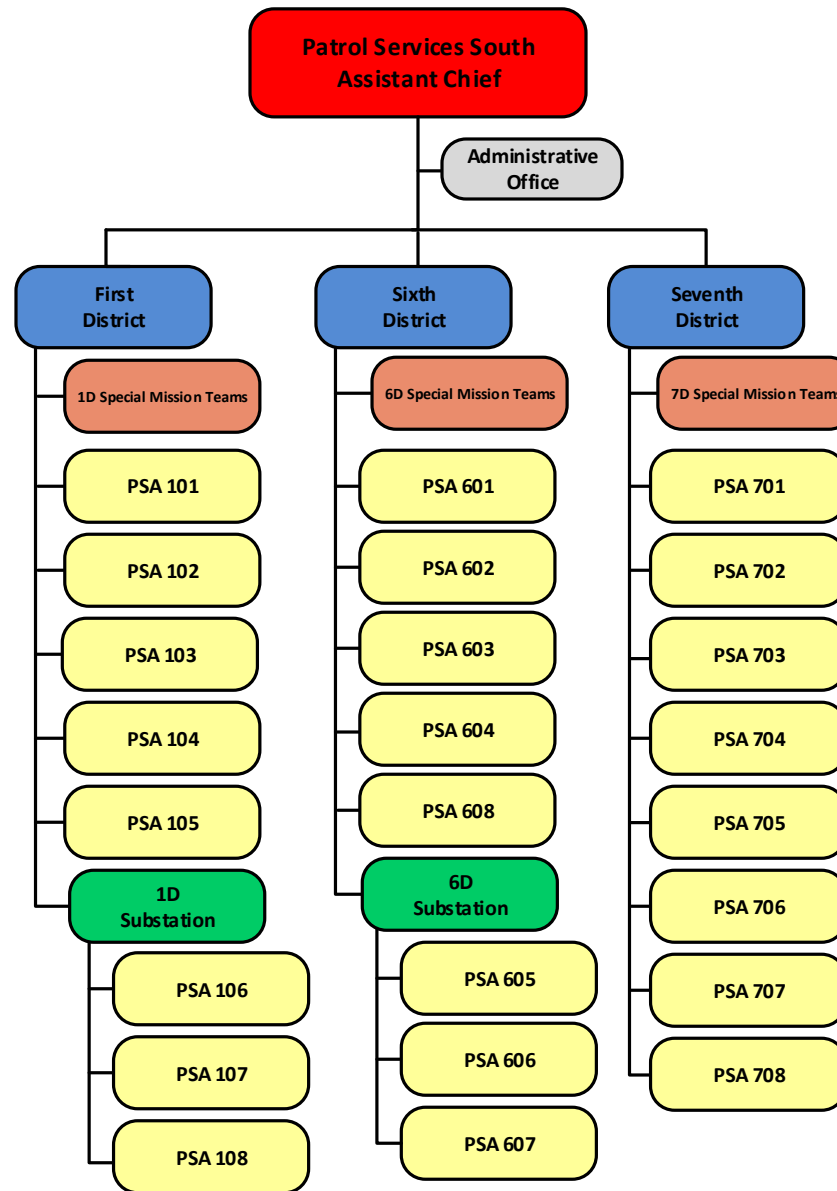 Patrol Services South
Assistant Chief
Administrative
Office
First
District
Sixth
District
Seventh
District
1D Special Mission Teams
6D Special Mission Teams
7D Special Mission Teams
PSA 101
PSA 601
PSA 701
PSA 102
PSA 602
PSA 702
PSA 103
PSA 603
PSA 703
PSA 104
PSA 604
PSA 704
PSA 105
PSA 608
PSA 705
1D
Substation
6D
Substation
PSA 706
PSA 106
PSA 605
PSA 707
PSA 107
PSA 606
PSA 708
PSA 108
PSA 607